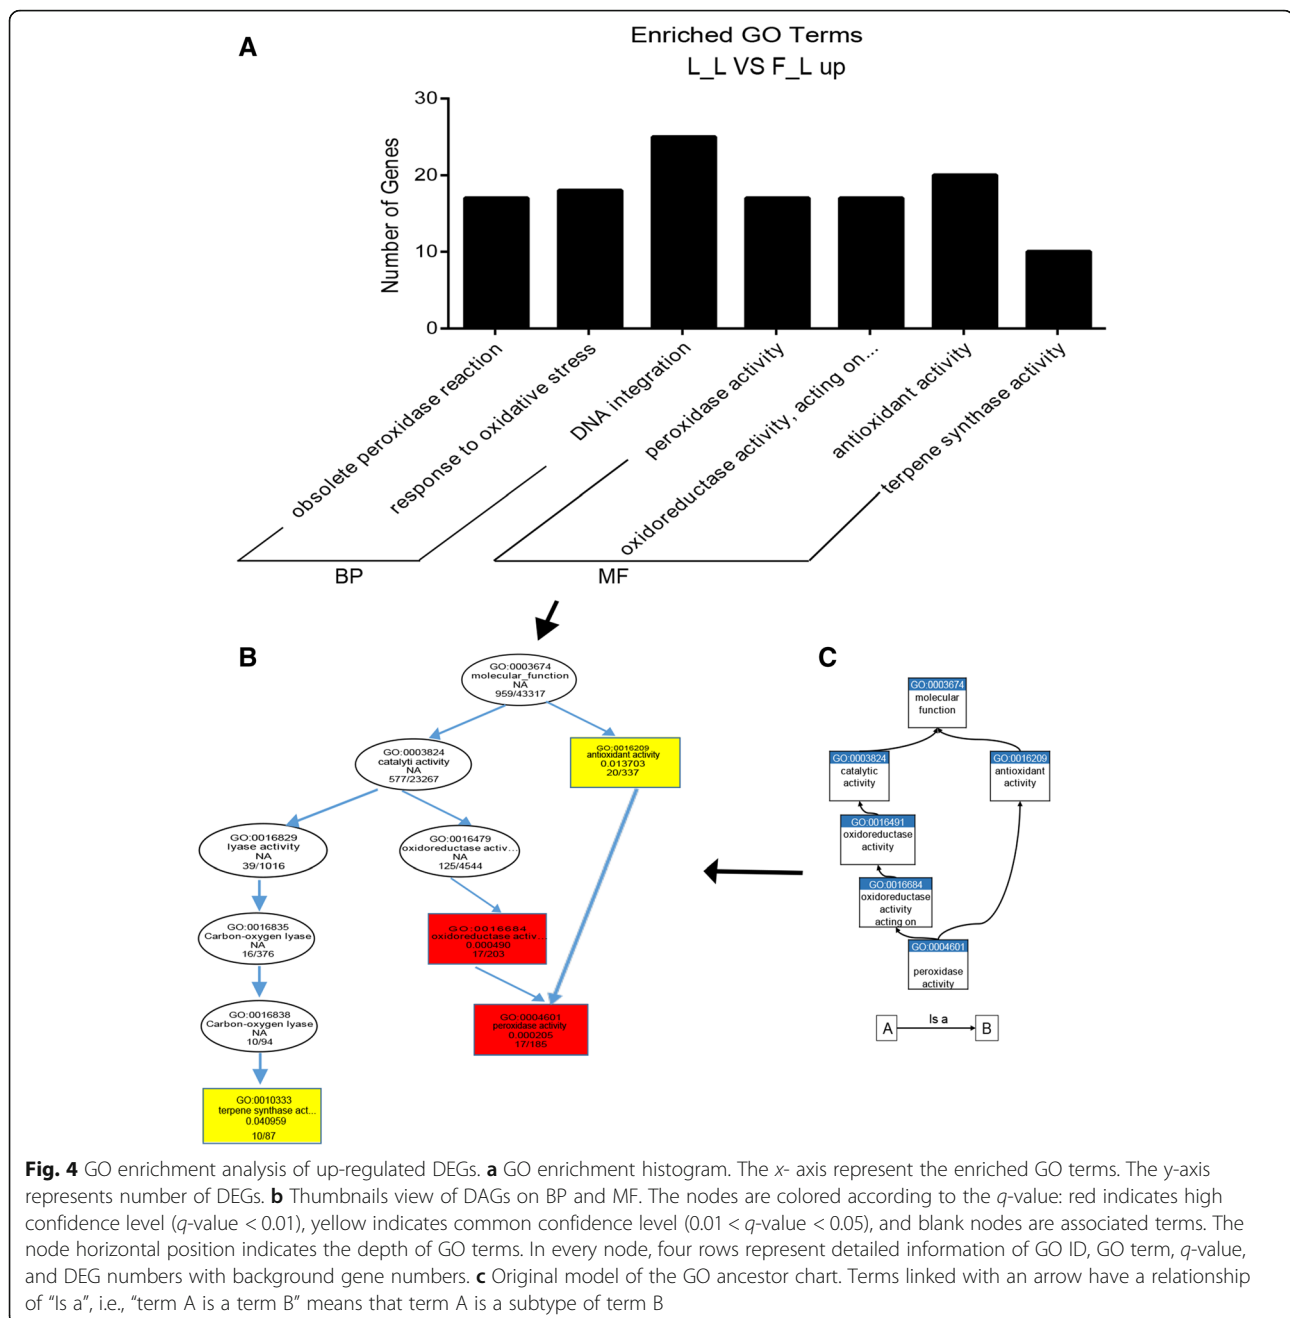 A
Enriched GO Terms
L_L VS F_L up
Number of Genes
30
20
10
0
obsolete peroxidase reaction
response to oxidative stress
DNA integration
peroxidase activity
oxidoreductase activity, acting on...
antioxidant activity
terpene synthase activity
BP
MF
B
GO:0003674
molecular_function
NA
959/43317
GO:0003824
catalyti activity
NA
577/23267
GO:0016209
antioxidant activity
0.013703
20/337
GO:0016829
lyase activity
NA
39/1016
GO:0016479
oxidoreductase activ...
NA
125/4544
GO:0016835
Carbon-oxygen lyase
NA
16/376
GO:0016684
oxidoreductase activ...
0.000490
17/203
GO:0016838
Carbon-oxygen lyase
NA
10/94
GO:0004601
peroxidase activity
0.000205
17/185
GO:0010333
terpene synthase act...
0.040959
10/87
C
GO:0003674
molecular
function
GO:0003824
catalytic
activity
GO:0016209
antioxidant
activity
GO:0016491
oxidoreductase
activity
GO:0016684
oxidoreductase
activity
acting on
GO:0004601
peroxidase
activity
A
Is a
B
Fig. 4 GO enrichment analysis of up-regulated DEGs. a GO enrichment histogram. The x- axis represent the enriched GO terms. The y-axis
represents number of DEGs. b Thumbnails view of DAGs on BP and MF. The nodes are colored according to the q-value: red indicates high
confidence level (q-value < 0.01), yellow indicates common confidence level (0.01 < q-value < 0.05), and blank nodes are associated terms. The
node horizontal position indicates the depth of GO terms. In every node, four rows represent detailed information of GO ID, GO term, q-value,
and DEG numbers with background gene numbers. c Original model of the GO ancestor chart. Terms linked with an arrow have a relationship
of “Is a”, i.e., “term A is a term B” means that term A is a subtype of term B